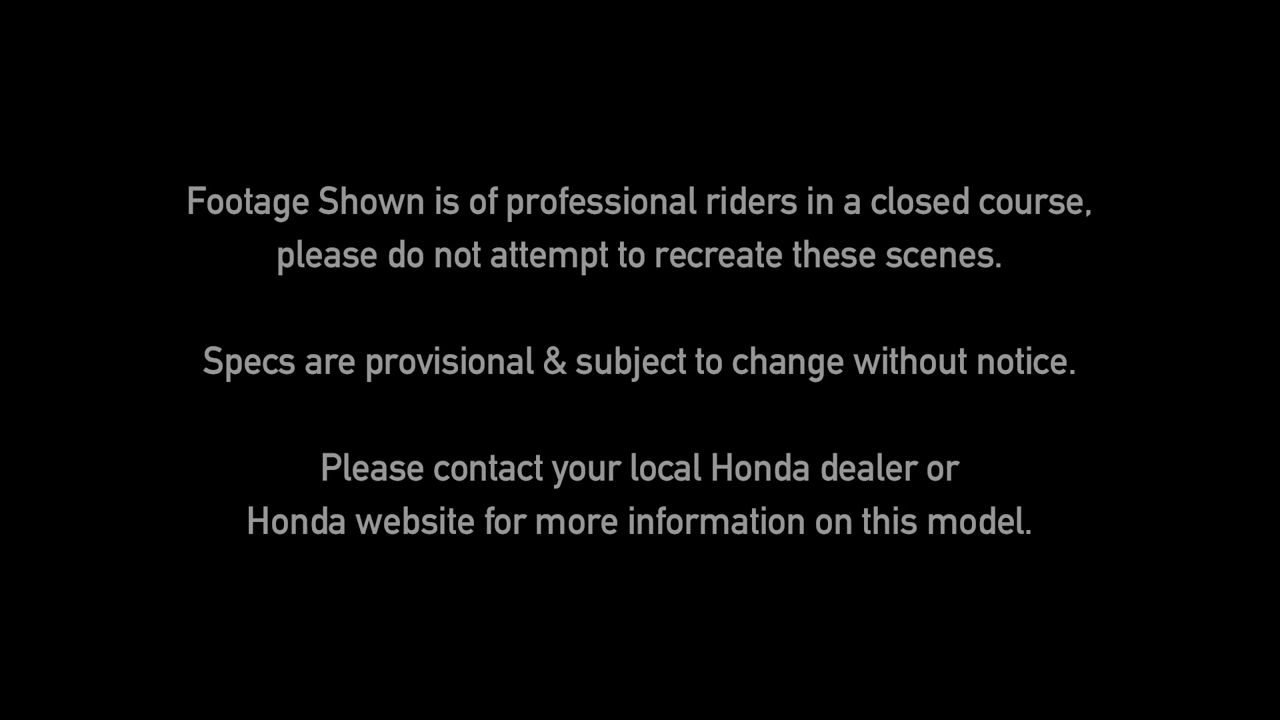 Footage Shown is of professional riders in a closed course,
please do not attempt to recreate these scenes.
Specs are provisional & subject to change without notice.
Please contact your local Honda dealer or
Honda website for more information on this model.